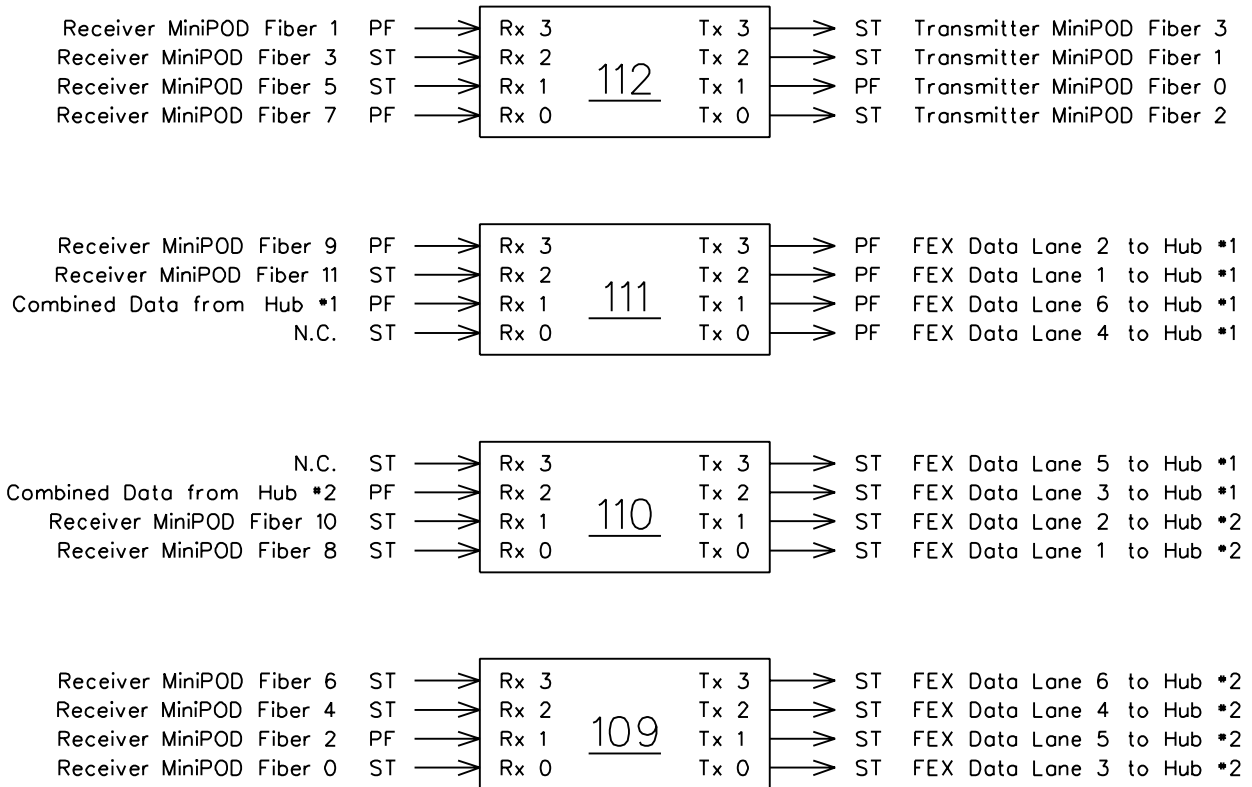 Receiver MiniPOD Fiber 1 PF Rx 3 Tx 3 ST Transmitter MiniPOD Fiber 3
Receiver MiniPOD Fiber 3 ST Rx 2 Tx 2 ST Transmitter MiniPOD Fiber 1
Receiver MiniPOD Fiber 5 ST Rx 1 112 Tx 1 PF Transmitter MiniPOD Fiber 0
Receiver MiniPOD Fiber 7 PF Rx 0 Tx 0 ST Transmitter MiniPOD Fiber 2
Receiver MiniPOD Fiber 9 PF Rx 3 Tx 3 PF FEX Data Lane 2 to Hub #1
Receiver MiniPOD Fiber 11 ST Rx 2 Tx 2 PF FEX Data Lane 1 to Hub #1
Combined Data from Hub #1 PF Rx 1 111 Tx 1 PF FEX Data Lane 6 to Hub #1
N.C. ST Rx 0 Tx 0 PF FEX Data Lane 4 to Hub #1
N.C. ST Rx 3 Tx 3 ST FEX Data Lane 5 to Hub #1
Combined Data from Hub #2 PF Rx 2 Tx 2 ST FEX Data Lane 3 to Hub #1
Receiver MiniPOD Fiber 10 ST Rx 1 110 Tx 1 ST FEX Data Lane 2 to Hub #2
Receiver MiniPOD Fiber 8 ST Rx 0 Tx 0 ST FEX Data Lane 1 to Hub #2
Receiver MiniPOD Fiber 6 ST Rx 3 Tx 3 ST FEX Data Lane 6 to Hub #2
Receiver MiniPOD Fiber 4 ST Rx 2 Tx 2 ST FEX Data Lane 4 to Hub #2
Receiver MiniPOD Fiber 2 PF Rx 1 109 Tx 1 ST FEX Data Lane 5 to Hub #2
Receiver MiniPOD Fiber 0 ST Rx 0 Tx 0 ST FEX Data Lane 3 to Hub #2